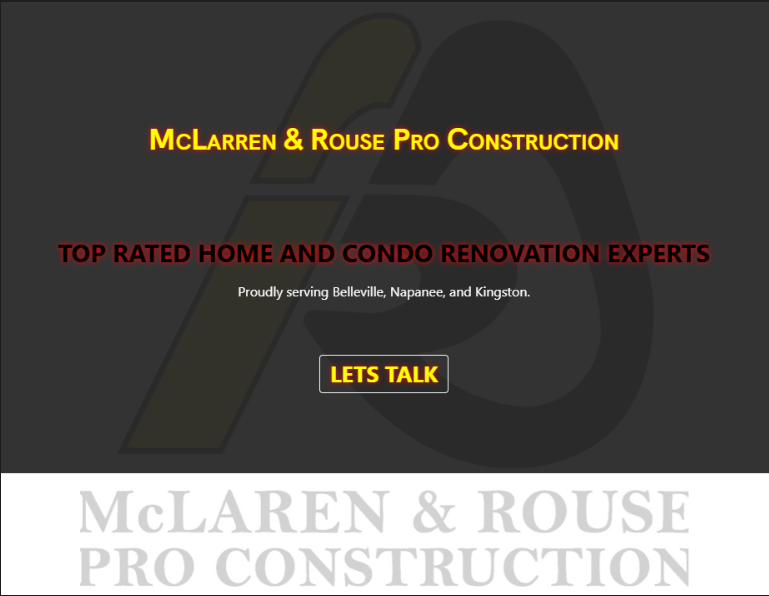 McLarren & Rouse Pro Construction
TOP RATED HOME AND CONDO RENOVATION EXPERTS
Proudly serving Belleville, Napanee, and Kingston.
LETS TALK
McLAREN & ROUSE
PRO CONSTRUCTION